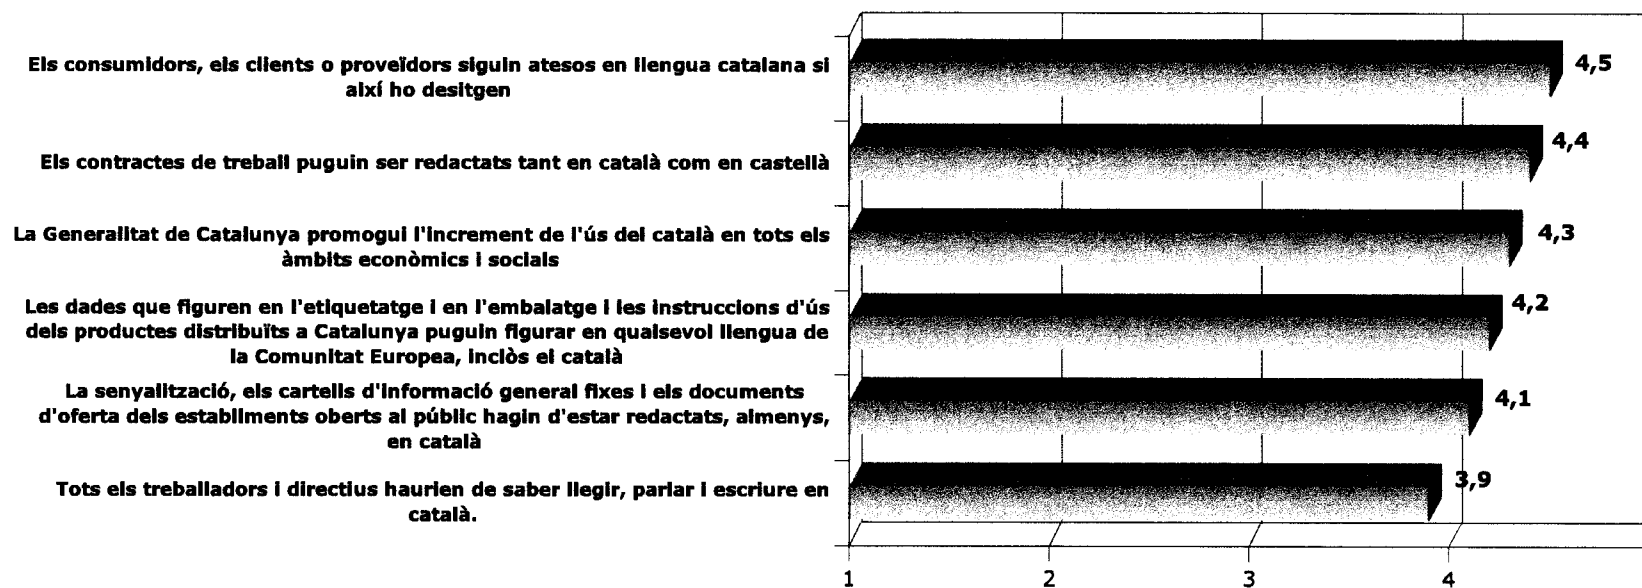 Els consumidors, els clients o proveïdors siguin atesos en llengua catalana si
així ho desitgen
4,5
Els contractes de treball puguin ser redactats tant en català com en castellà
4,4
La Generalitat de Catalunya promogui l'increment de l'ús del català en tots els
àmbits econòmics i socials
4,3
Les dades que figuren en l'etiquetatge i en l'embalatge i les instruccions d'ús
dels productes distribuïts a Catalunya puguin figurar en qualsevol llengua de
la Comunitat Europea, inclòs el català
4,2
La senyalització, els cartells d'informació general fixes i els documents
d'oferta dels establiments oberts al públic hagin d'estar redactats, almenys,
en català
4,1
Tots els treballadors i directius haurien de saber llegir, parlar i escriure en
català.
3,9
1 2 3 4